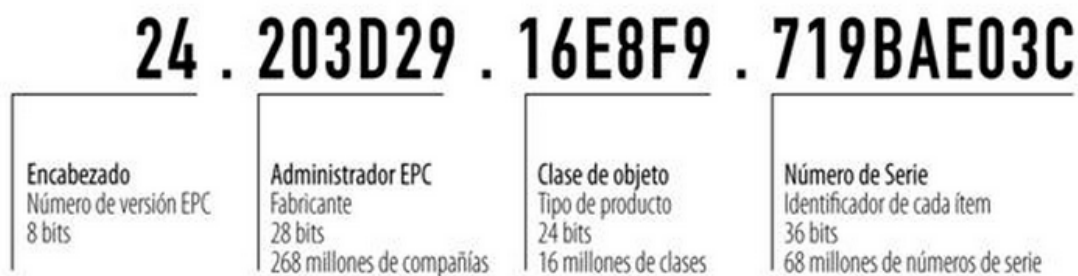 24 . 203D29 . 16E8F9 . 719BAE03C
Encabezado
Número de versión EPC
8 bits
Administrador EPC
Fabricante
28 bits
268 millones de compañías
Clase de objeto
Tipo de producto
24 bits
16 millones de clases
Número de Serie
Identificador de cada ítem
36 bits
68 millones de números de serie